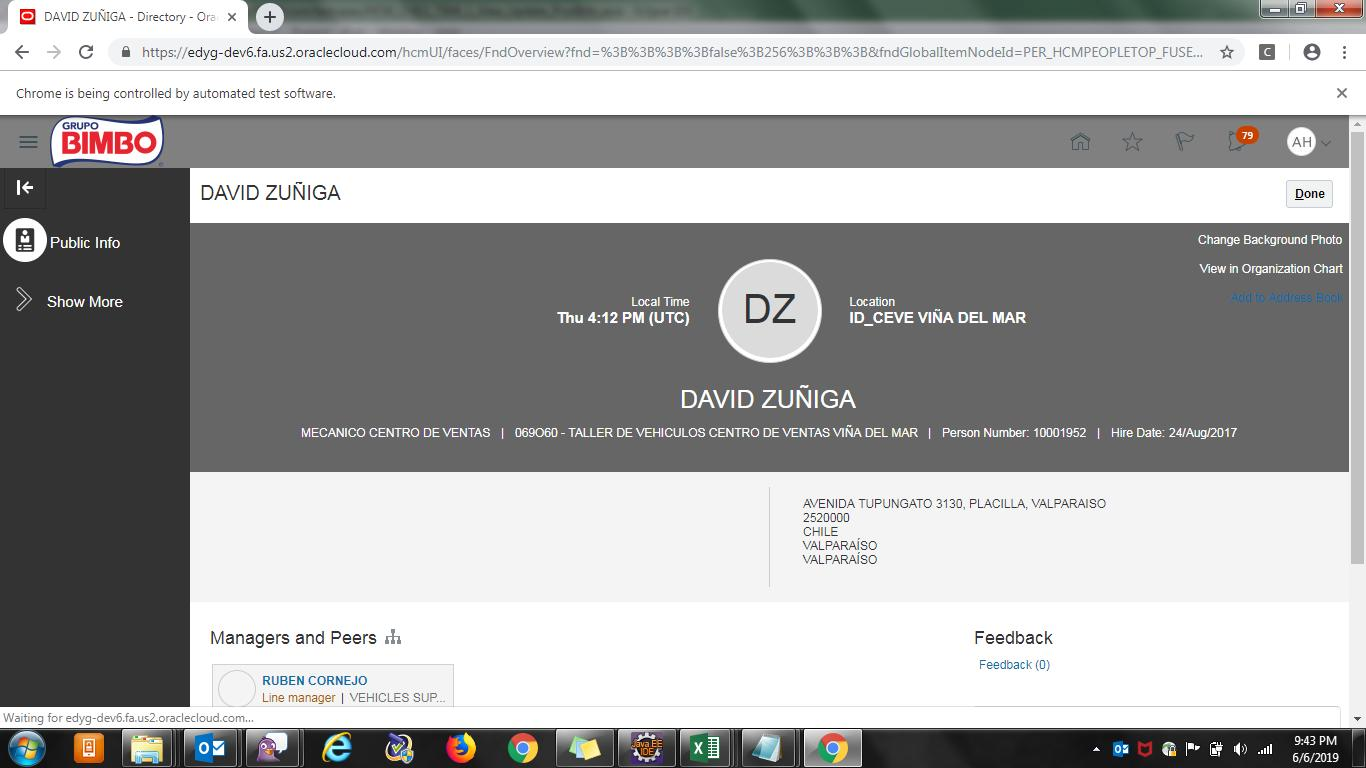 DAVID ZUÑIGA - Directory - Ora
https://edyg-dev6.fa.us2.oraclecloud.com/hcmUI/faces/FndOverview?fnd=%3B%3B%3B%3Bfalse%3B256%3B%3B%3B&fndGlobalItemNodeId=PER_HCMPEOPLETOP_FUSE...
C
Chrome is being controlled by automated test software.
GRUPO
BIMBO
79
AH
DAVID ZUÑIGA
Done
Public Info
Show More
Change Background Photo
View in Organization Chart
Add to Address Book
Local Time
Thu 4:12 PM (UTC)
DZ
Location
ID_CEVE VIÑA DEL MAR
DAVID ZUÑIGA
MECANICO CENTRO DE VENTAS | 069O60 - TALLER DE VEHICULOS CENTRO DE VENTAS VIÑA DEL MAR | Person Number: 10001952 | Hire Date: 24/Aug/2017
AVENIDA TUPUNGATO 3130, PLACILLA, VALPARAISO
2520000
CHILE
VALPARAÍSO
VALPARAÍSO
Managers and Peers
RUBEN CORNEJO
Line manager | VEHICLES SUP...
Feedback
Feedback (0)
Waiting for edyg-dev6.fa.us2.oraclecloud.com...
Java EE
IDE
9:43 PM
6/6/2019